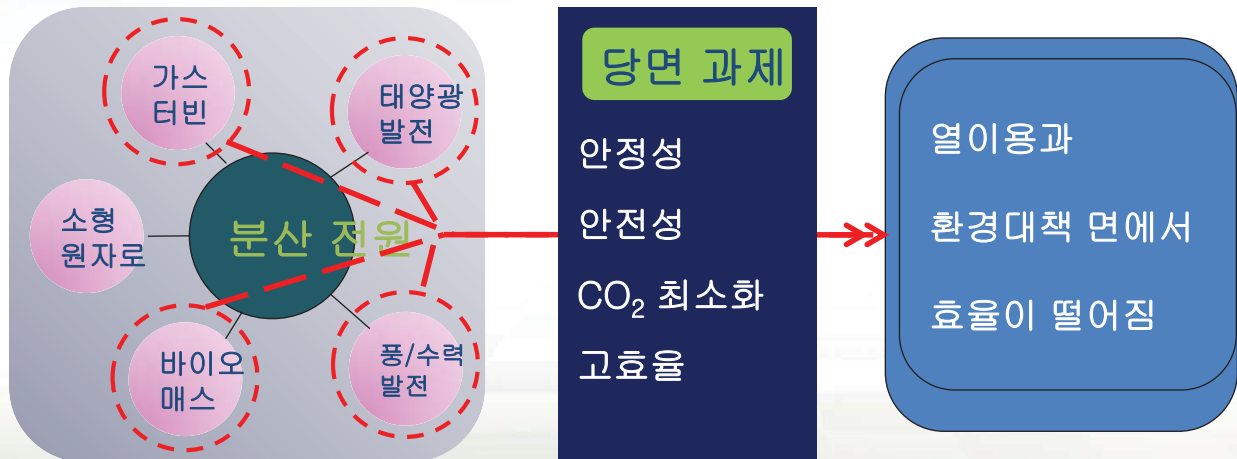 가스
터빈
태양광
발전
소형
원자로
분산 전원
바이오
매스
풍/수력
발전
당면 과제
안정성
안전성
CO₂ 최소화
고효율
열이용과
환경대책 면에서
효율이 떨어짐